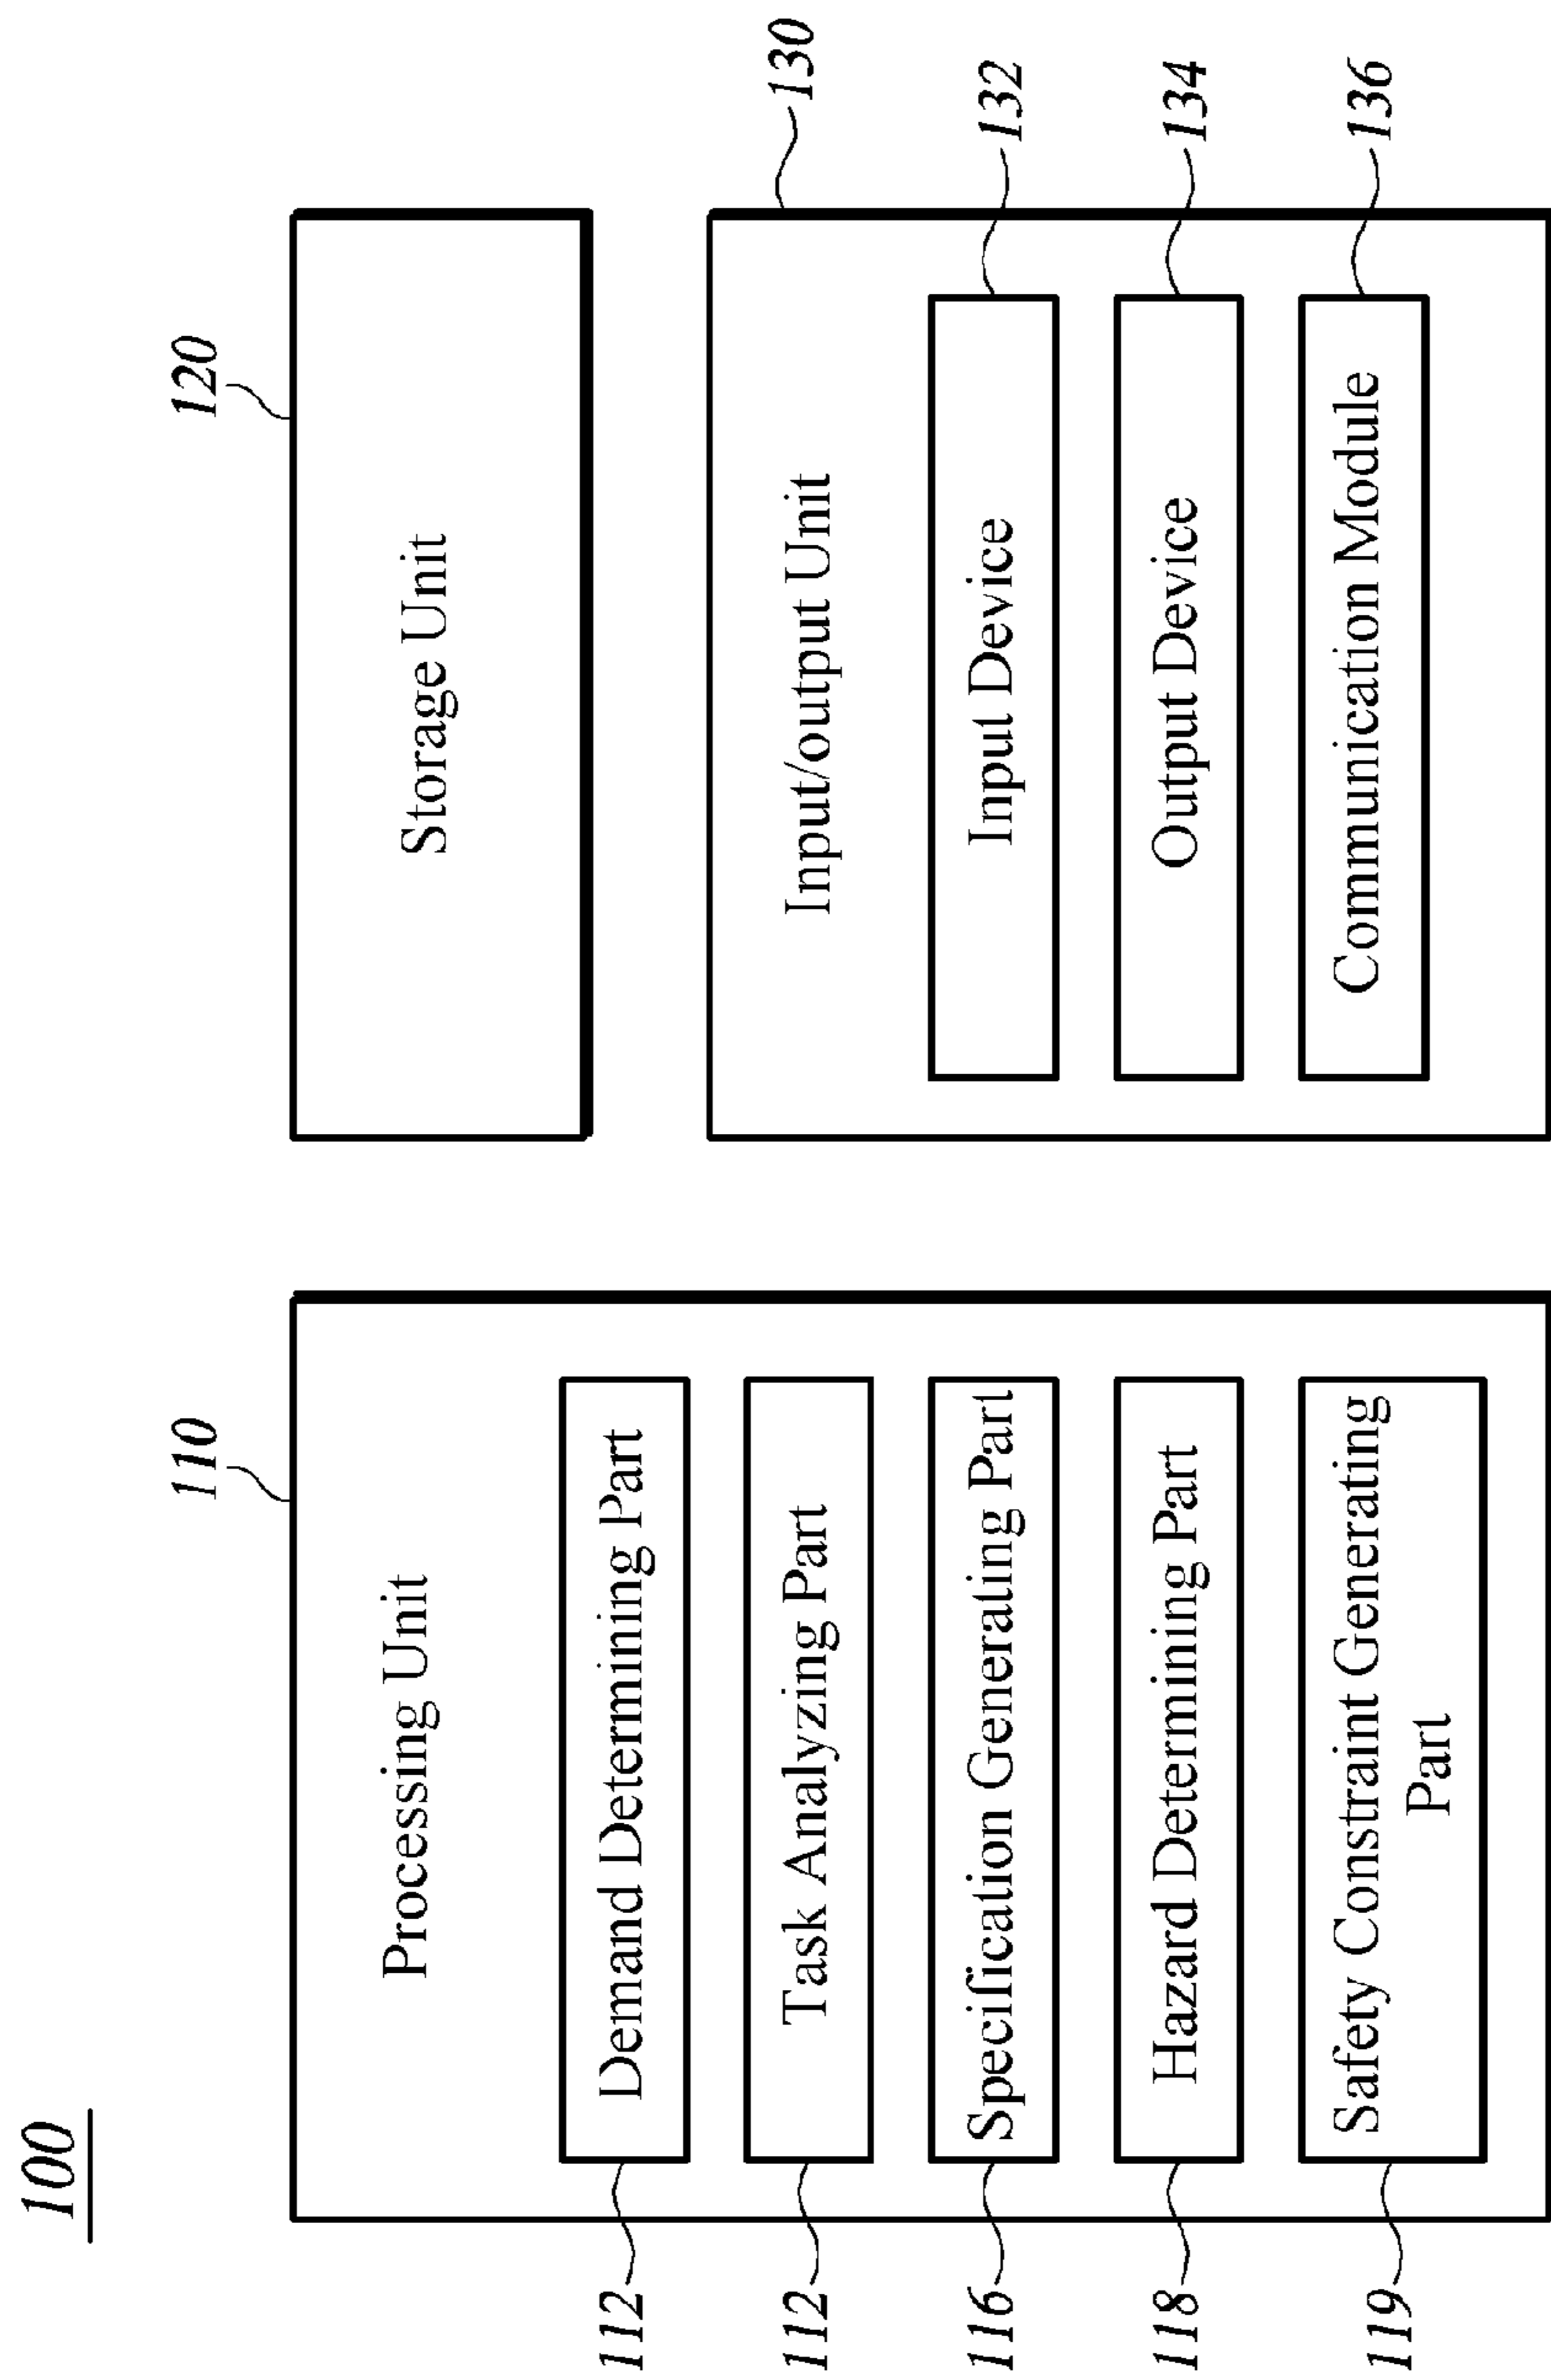 100
110
Processing Unit
112
Demand Determining Part
112
Task Analyzing Part
116
Specification Generating Part
118
Hazard Determining Part
119
Safety Constraint Generating
Part
120
Storage Unit
130
Input/output Unit
Input Device
132
Output Device
134
Communication Module
136